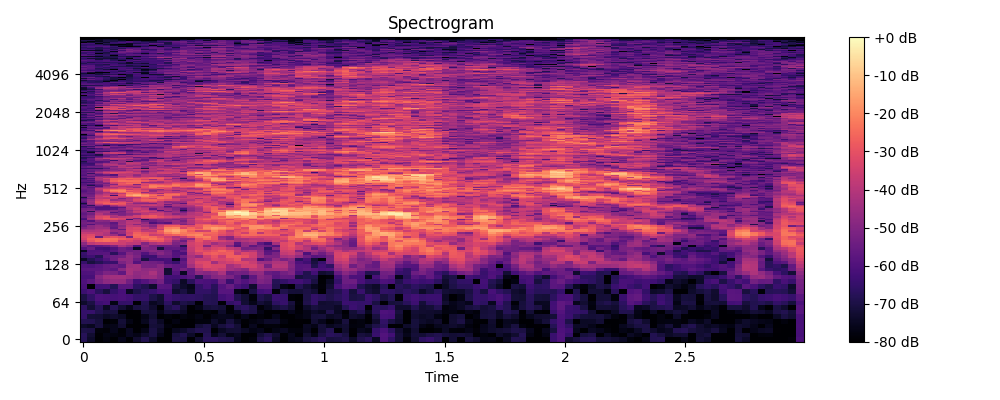 Spectrogram
Hz
4096
2048
1024
512
256
128
64
0
0
0.5
1
1.5
2
2.5
Time
+0 dB
-10 dB
-20 dB
-30 dB
-40 dB
-50 dB
-60 dB
-70 dB
-80 dB